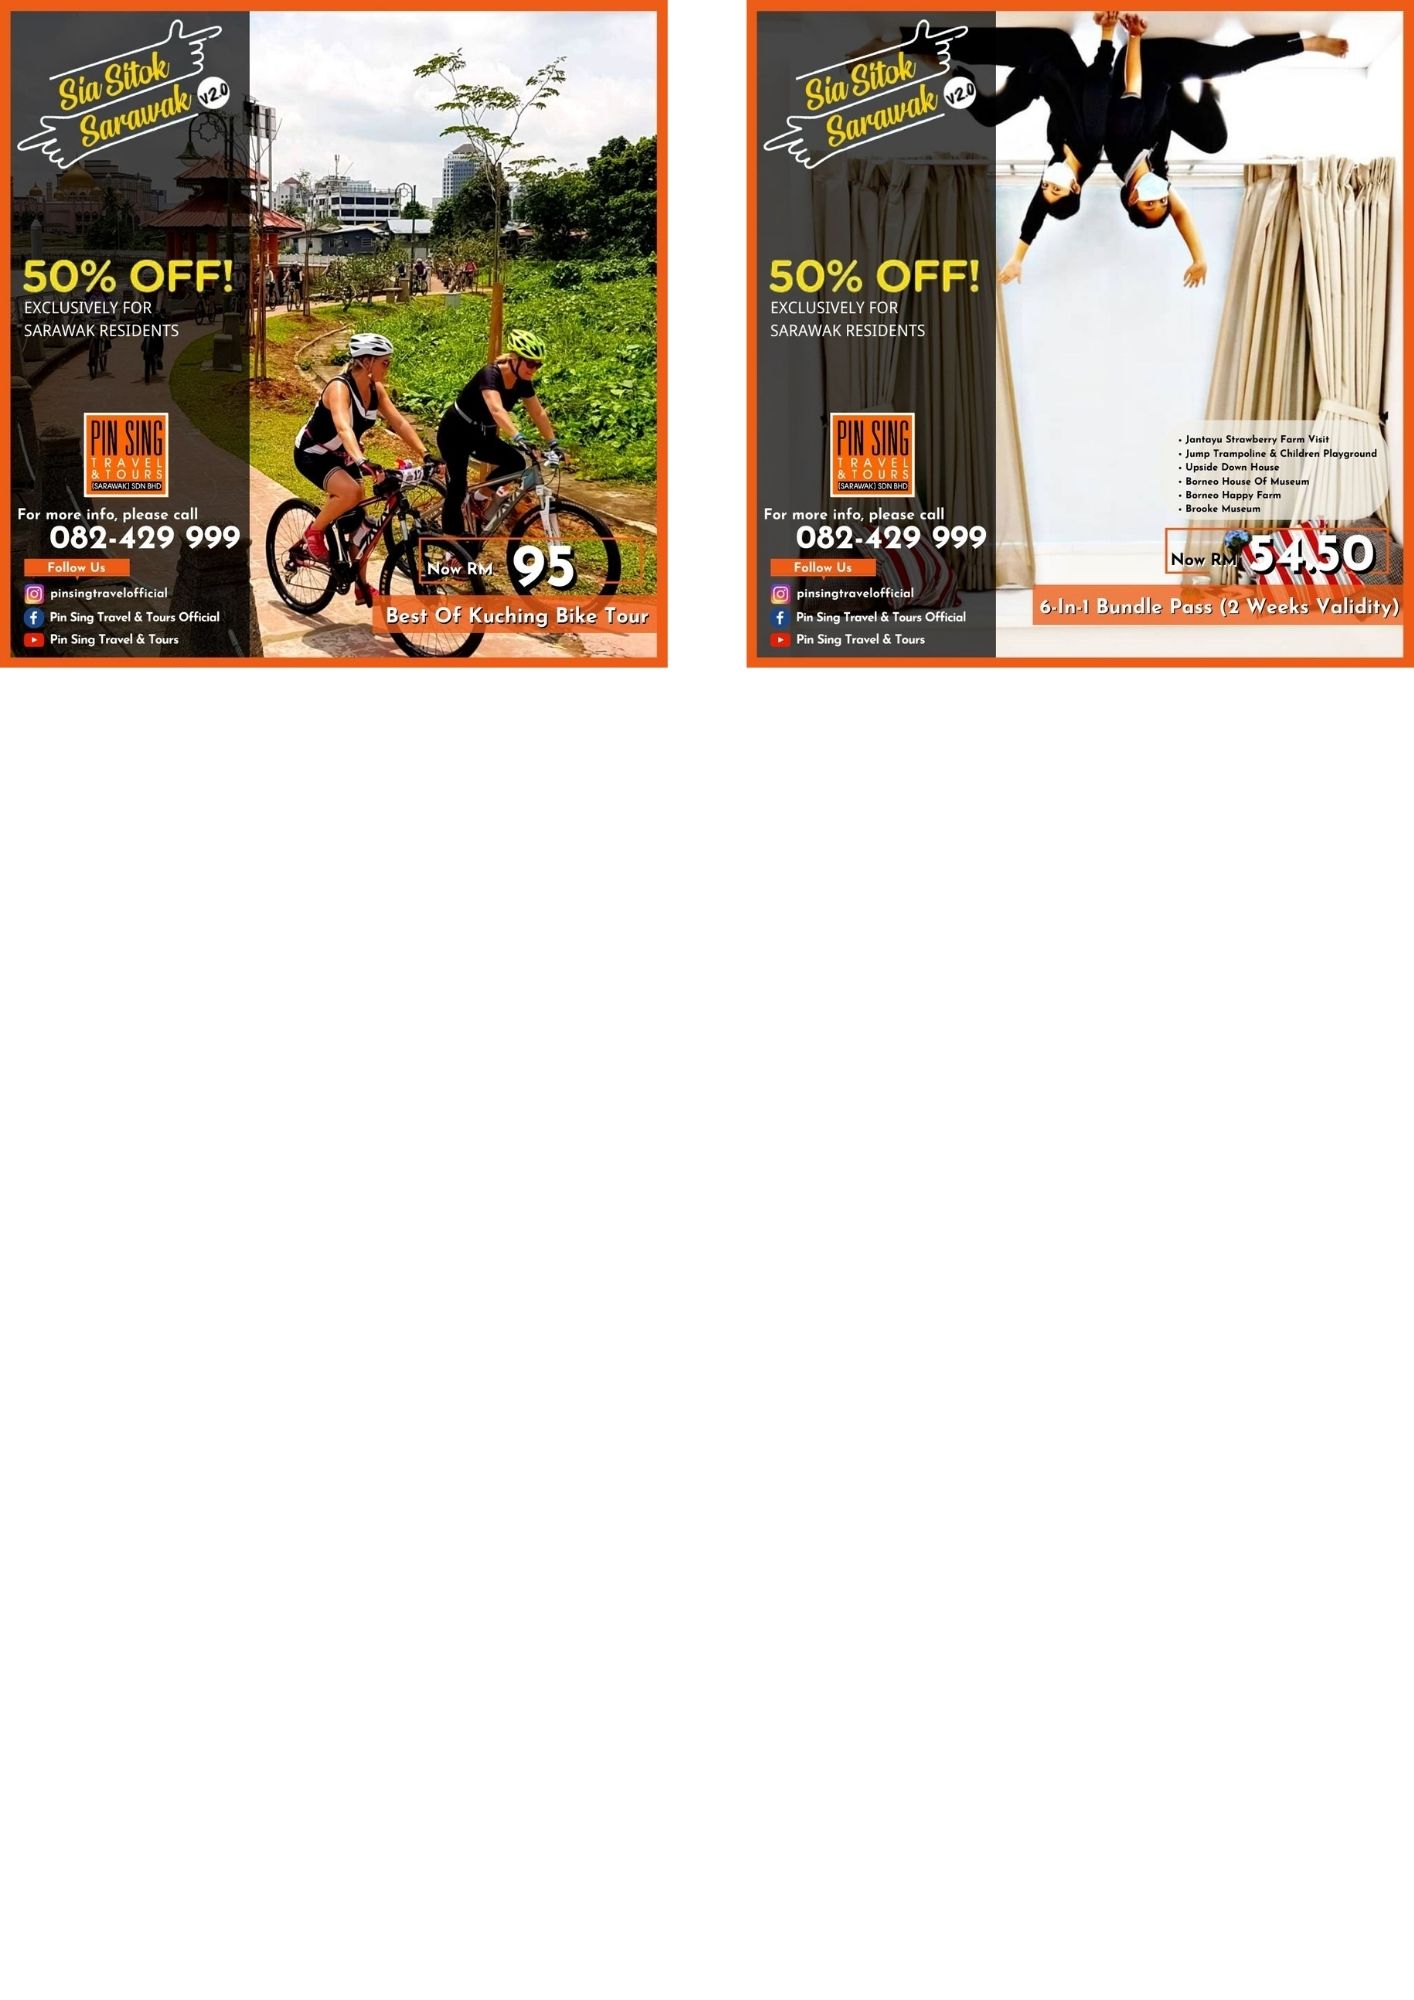 Sia Sitok
Sarawak
v2.0
50% OFF!
EXCLUSIVELY FOR
SARAWAK RESIDENTS
PIN SING
TRAVEL
& TOURS
(SARAWAK) SDN BHD
For more info, please call
082-429 999
Follow Us
pinsingtravelofficial
Pin Sing Travel & Tours Official
Pin Sing Travel & Tours
Now RM 95
Best Of Kuching Bike Tour
Sia Sitok
Sarawak
v2.0
50% OFF!
EXCLUSIVELY FOR
SARAWAK RESIDENTS
PIN SING
TRAVEL
& TOURS
(SARAWAK) SDN BHD
For more info, please call
082-429 999
Follow Us
pinsingtravelofficial
Pin Sing Travel & Tours Official
Pin Sing Travel & Tours
• Jantayu Strawberry Farm Visit
• Jump Trampoline & Children Playground
• Upside Down House
• Borneo House Of Museum
• Borneo Happy Farm
• Brooke Museum
Now RM 54.50
6-In-1 Bundle Pass (2 Weeks Validity)